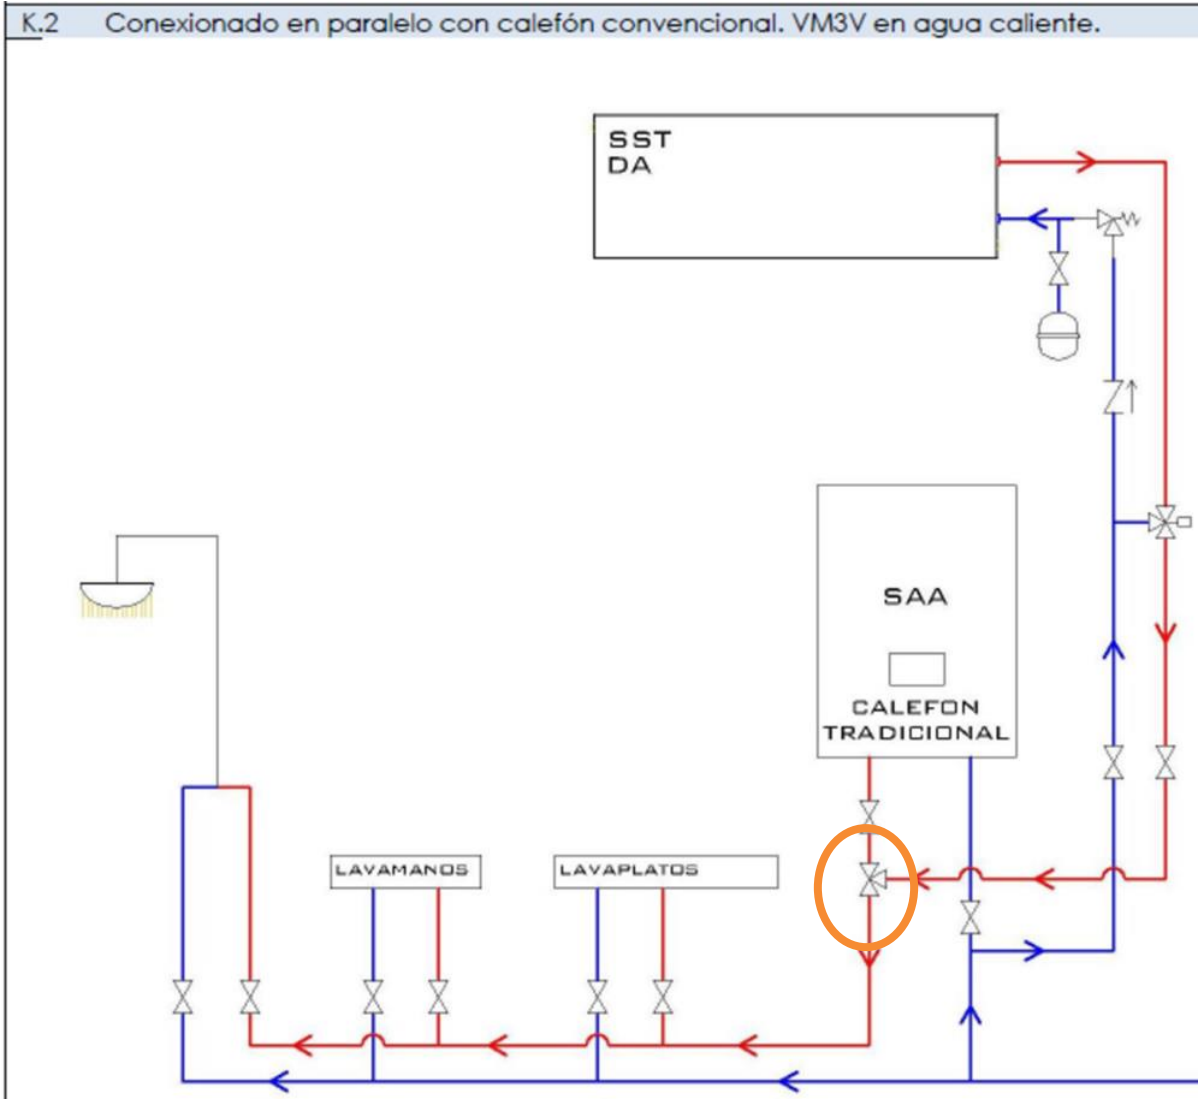 K.2 Conexionado en paralelo con calefón convencional. VM3V en agua caliente.
SST
DA
SAA
CALEFON
TRADICIONAL
LAVAMANOS
LAVAPLATOS